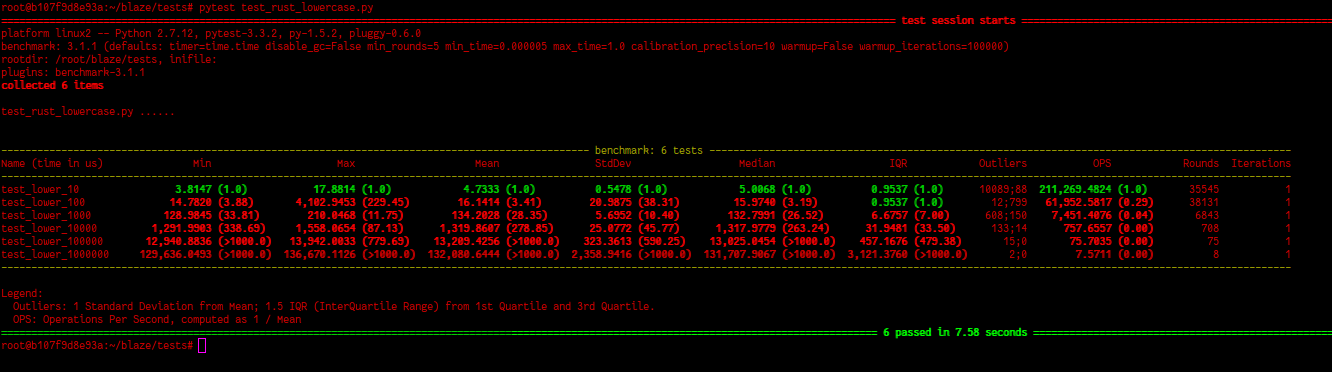 root@b107f9d8e93a:~/blaze/tests# pytest test_rust_lowercase.py
test session starts
platform linux2 -- Python 2.7.12, pytest-3.3.2, py-1.5.2, pluggy-0.6.0
benchmark: 3.1.1 (defaults: timer=time.time disable_gc=False min_rounds=5 min_time=0.000005 max_time=1.0 calibration_precision=10 warmup=False warmup_iterations=100000)
rootdir: /root/blaze/tests, inifile:
plugins: benchmark-3.1.1
collected 6 items
test_rust_lowercase.py ......
benchmark: 6 tests
Name (time in us) Min Max Mean StdDev Median IQR Outliers OPS Rounds Iterations
test_lower_10 3.8147 (1.0) 17.8814 (1.0) 4.7333 (1.0) 0.5478 (1.0) 5.0068 (1.0) 0.9537 (1.0) 10089;88 211,269.4824 (1.0) 35545 1
test_lower_100 14.7820 (3.88) 4,102.9453 (229.45) 16.1414 (3.41) 20.9875 (38.31) 15.9740 (3.19) 0.9537 (1.0) 12;799 61,952.5817 (0.29) 38131 1
test_lower_1000 128.9845 (33.81) 210.0468 (11.75) 134.2028 (28.35) 5.6952 (10.40) 132.7991 (26.52) 6.6757 (7.00) 608;150 7,451.4076 (0.04) 6843 1
test_lower_10000 1,291.9903 (338.69) 1,558.0654 (87.13) 1,319.8607 (278.85) 25.0772 (45.77) 1,317.9779 (263.24) 31.9481 (33.50) 133;14 757.6557 (0.00) 708 1
test_lower_100000 12,940.8836 (>1000.0) 13,942.0033 (779.69) 13,209.4256 (>1000.0) 323.3613 (590.25) 13,025.0454 (>1000.0) 457.1676 (479.38) 15;0 75.7035 (0.00) 75 1
test_lower_1000000 129,636.0493 (>1000.0) 136,670.1126 (>1000.0) 132,080.6444 (>1000.0) 2,358.9416 (>1000.0) 131,707.9067 (>1000.0) 3,121.3760 (>1000.0) 2;0 7.5711 (0.00) 8 1
Legend:
Outliers: 1 Standard Deviation from Mean; 1.5 IQR (InterQuartile Range) from 1st Quartile and 3rd Quartile.
OPS: Operations Per Second, computed as 1 / Mean
6 passed in 7.58 seconds
root@b107f9d8e93a:~/blaze/tests#